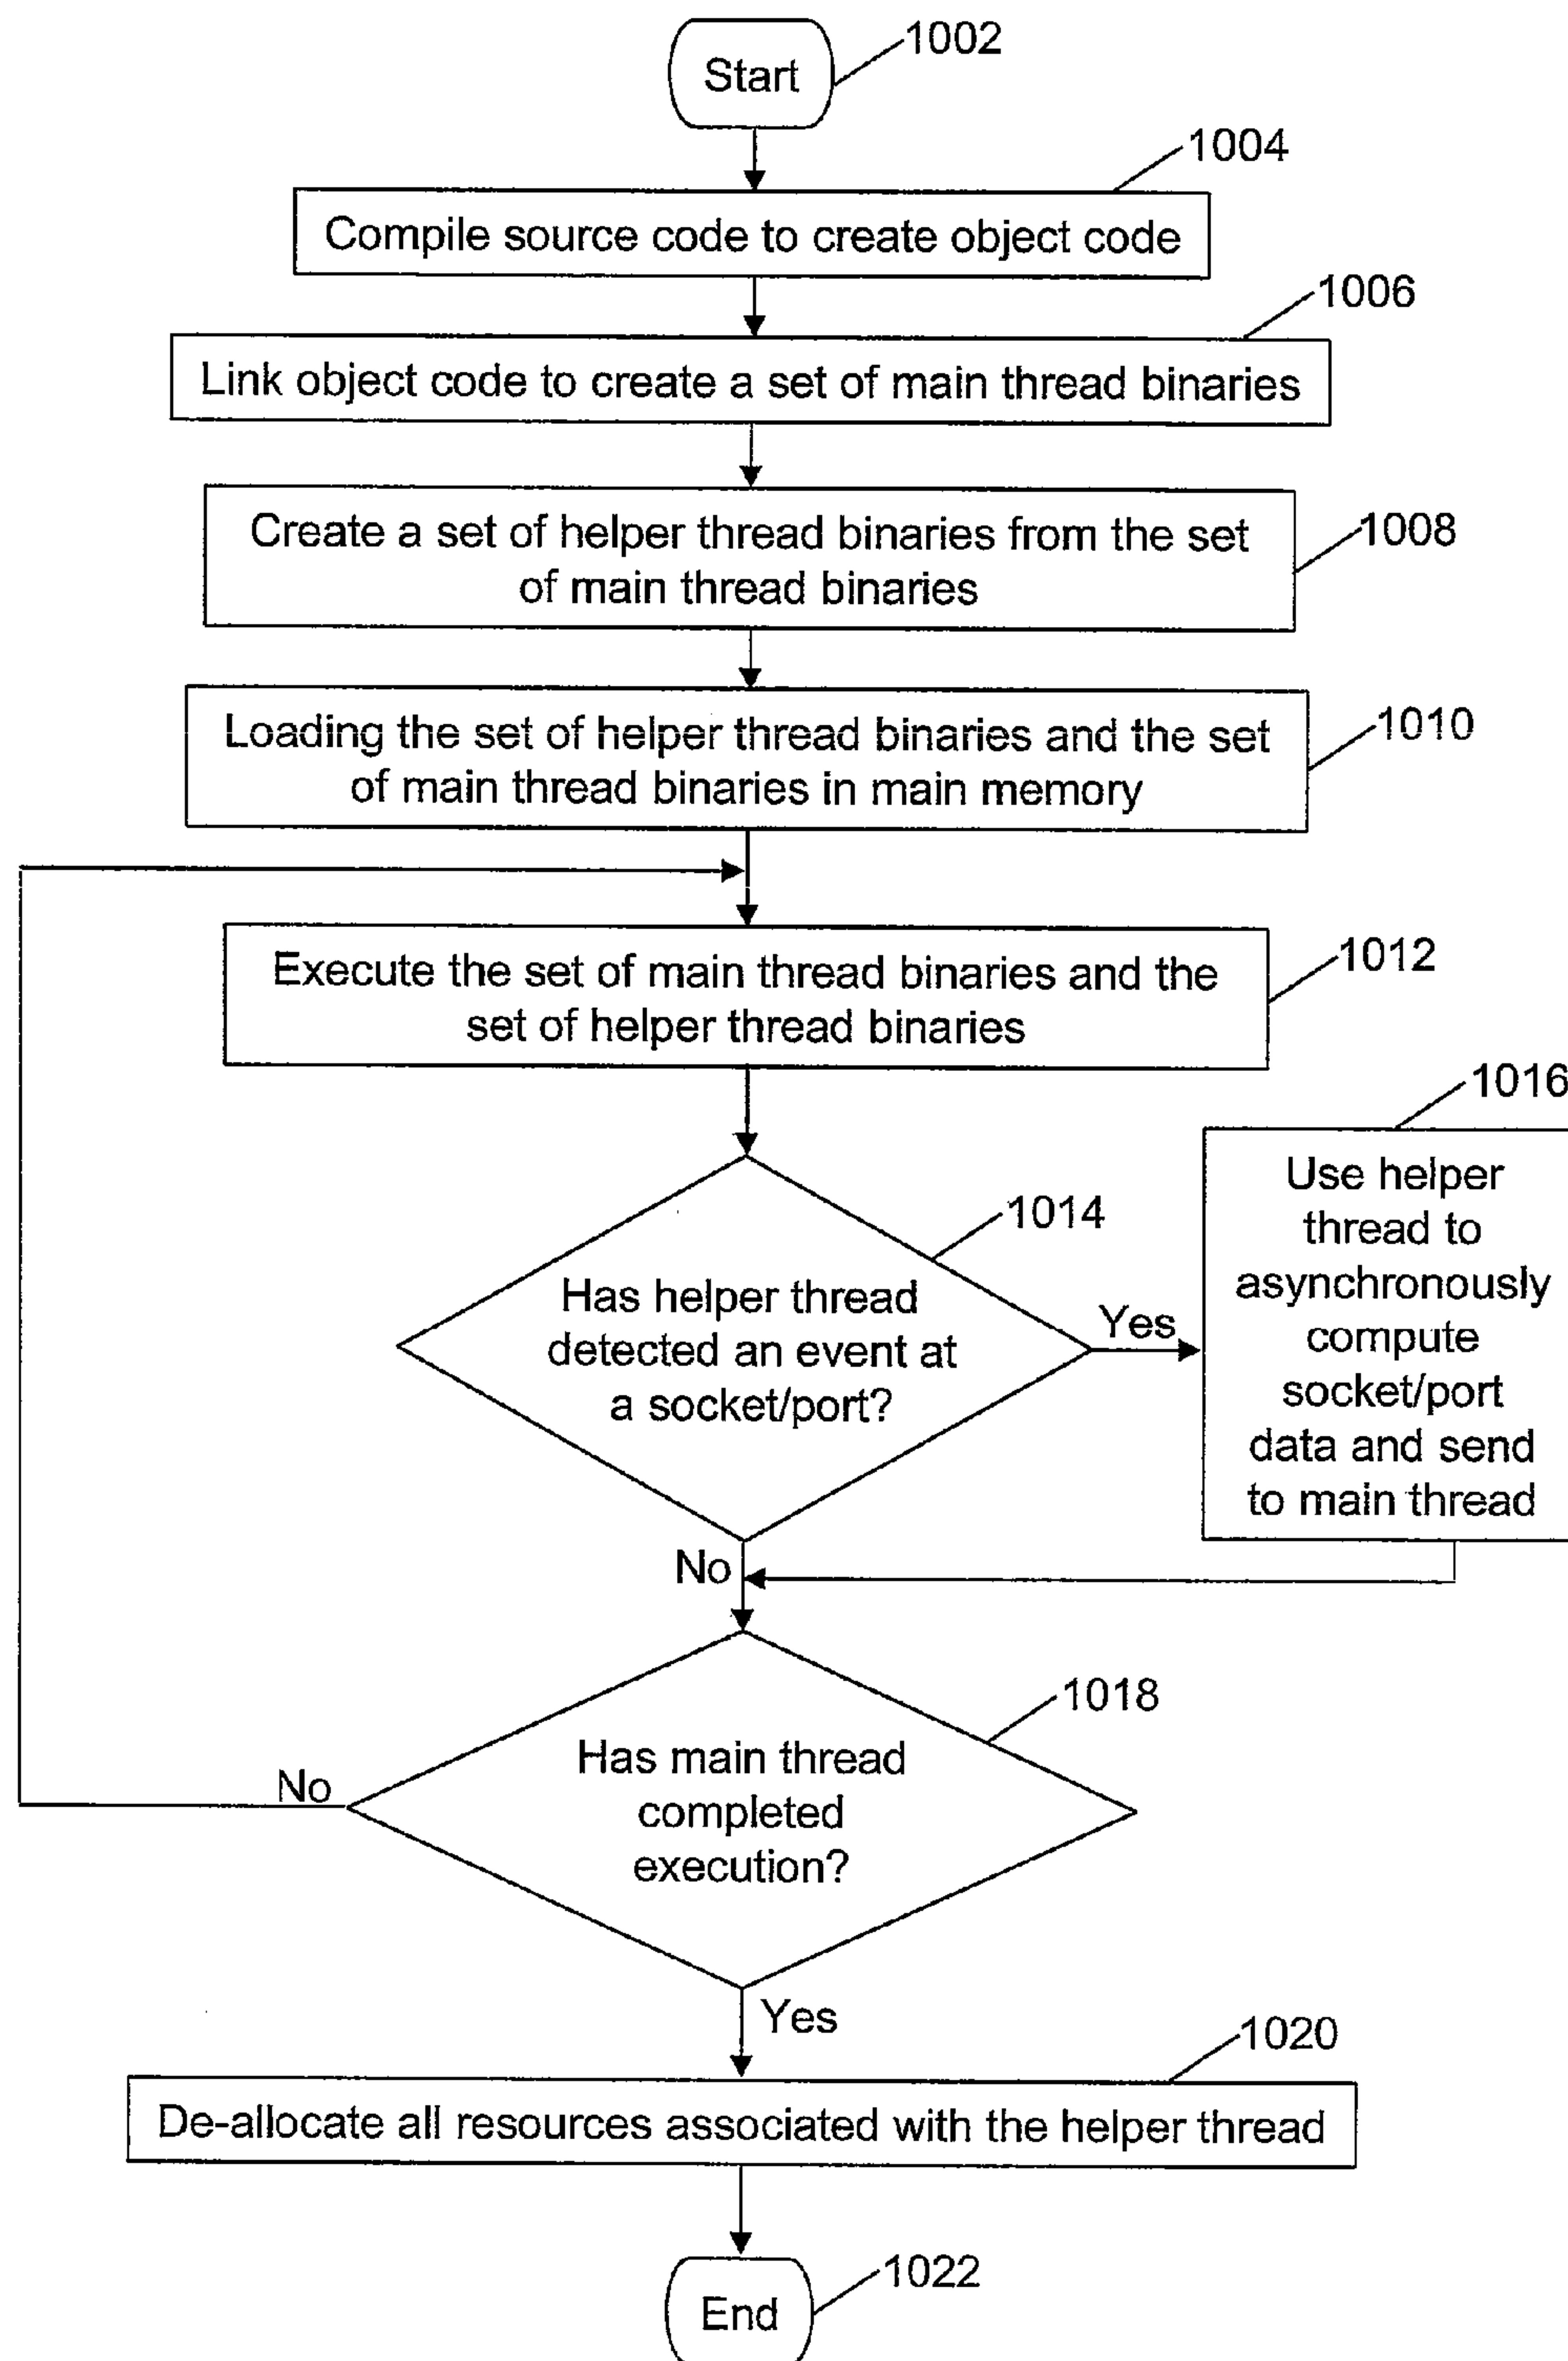 1002
Start
1004
Compile source code to create object code
1006
Link object code to create a set of main thread binaries
1008
Create a set of helper thread binaries from the set
of main thread binaries
1010
Loading the set of helper thread binaries and the set
of main thread binaries in main memory
1012
Execute the set of main thread binaries and the
set of helper thread binaries
1014
Has helper thread
detected an event at
a socket/port?
Yes
1016
Use helper
thread to
asynchronously
compute
socket/port
data and send
to main thread
No
1018
Has main thread
completed
execution?
No
Yes
1020
De-allocate all resources associated with the helper thread
1022
End